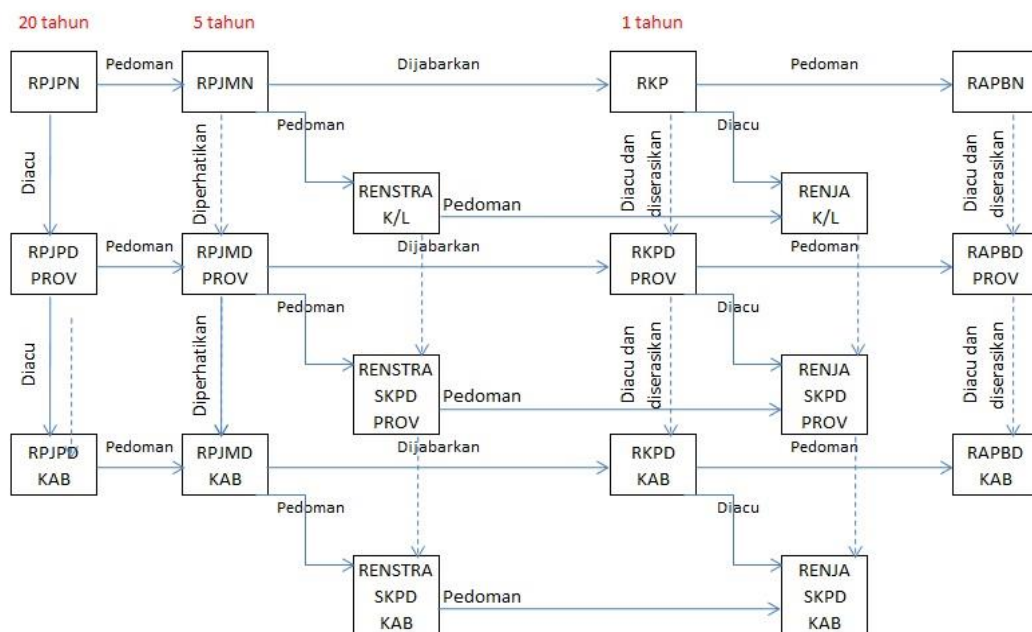 20 tahun
5 tahun
1 tahun
RPJPN
Pedoman
RPJMN
Dijabarkan
RKP
Pedoman
RAPBN
Diacu
Diperhatikan
Pedoman
Diacu dan
diserasikan
Diacu
Diacu dan
diserasikan
RENSTRA
K/L
Pedoman
RENJA
K/L
RPJPD
PROV
Pedoman
RPJMD
PROV
Dijabarkan
RKPD
PROV
Pedoman
RAPBD
PROV
Diacu
Diperhatikan
Pedoman
Diacu dan
diserasikan
Diacu
Diacu dan
diserasikan
RENSTRA
SKPD
PROV
Pedoman
RENJA
SKPD
PROV
RPJPD
KAB
Pedoman
RPJMD
KAB
Dijabarkan
RKPD
KAB
Pedoman
RAPBD
KAB
Pedoman
Diacu
RENSTRA
SKPD
KAB
Pedoman
RENJA
SKPD
KAB